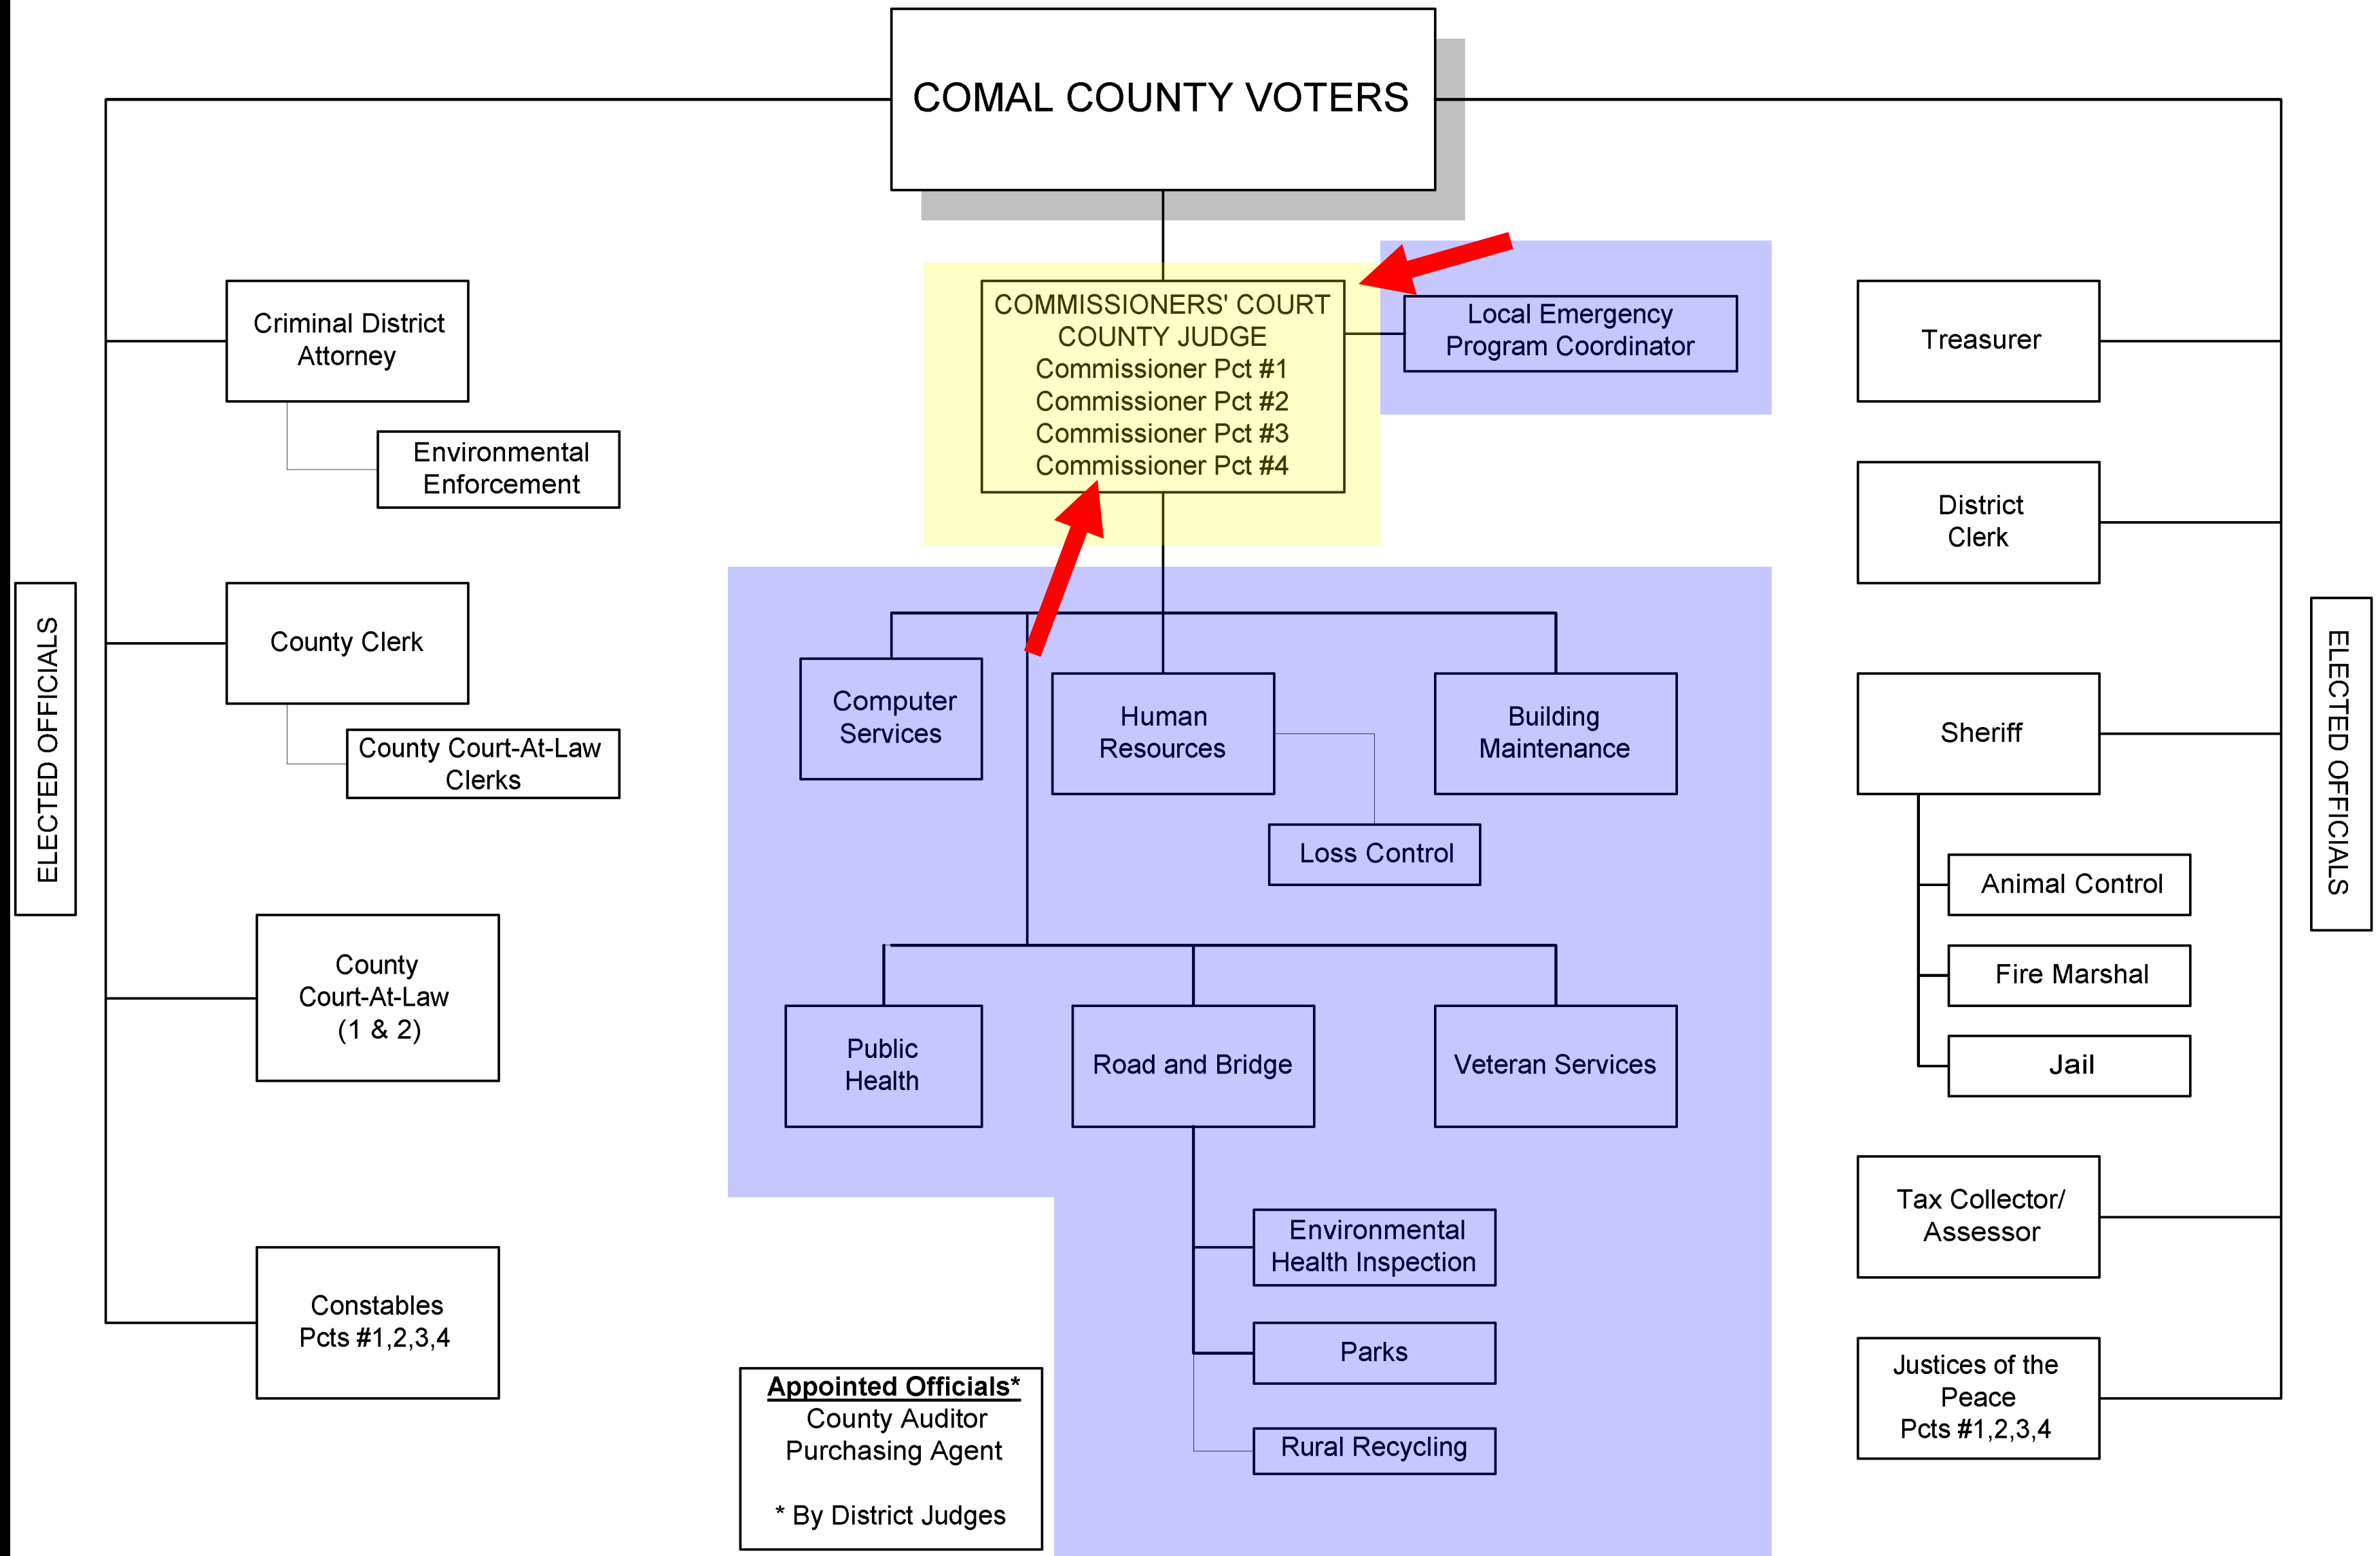 COMAL COUNTY VOTERS
ELECTED OFFICIALS
Criminal District
Attorney
Environmental
Enforcement
County Clerk
County Court-At-Law
Clerks
County
Court-At-Law
(1 & 2)
Constables
Pcts #1,2,3,4
COMMISSIONERS' COURT
COUNTY JUDGE
Commissioner Pct #1
Commissioner Pct #2
Commissioner Pct #3
Commissioner Pct #4
Local Emergency
Program Coordinator
Computer
Services
Human
Resources
Building
Maintenance
Loss Control
Public
Health
Road and Bridge
Veteran Services
Environmental
Health Inspection
Parks
Rural Recycling
Appointed Officials*
County Auditor
Purchasing Agent
* By District Judges
Treasurer
District
Clerk
Sheriff
Animal Control
Fire Marshal
Jail
Tax Collector/
Assessor
Justices of the
Peace
Pcts #1,2,3,4
ELECTED OFFICIALS